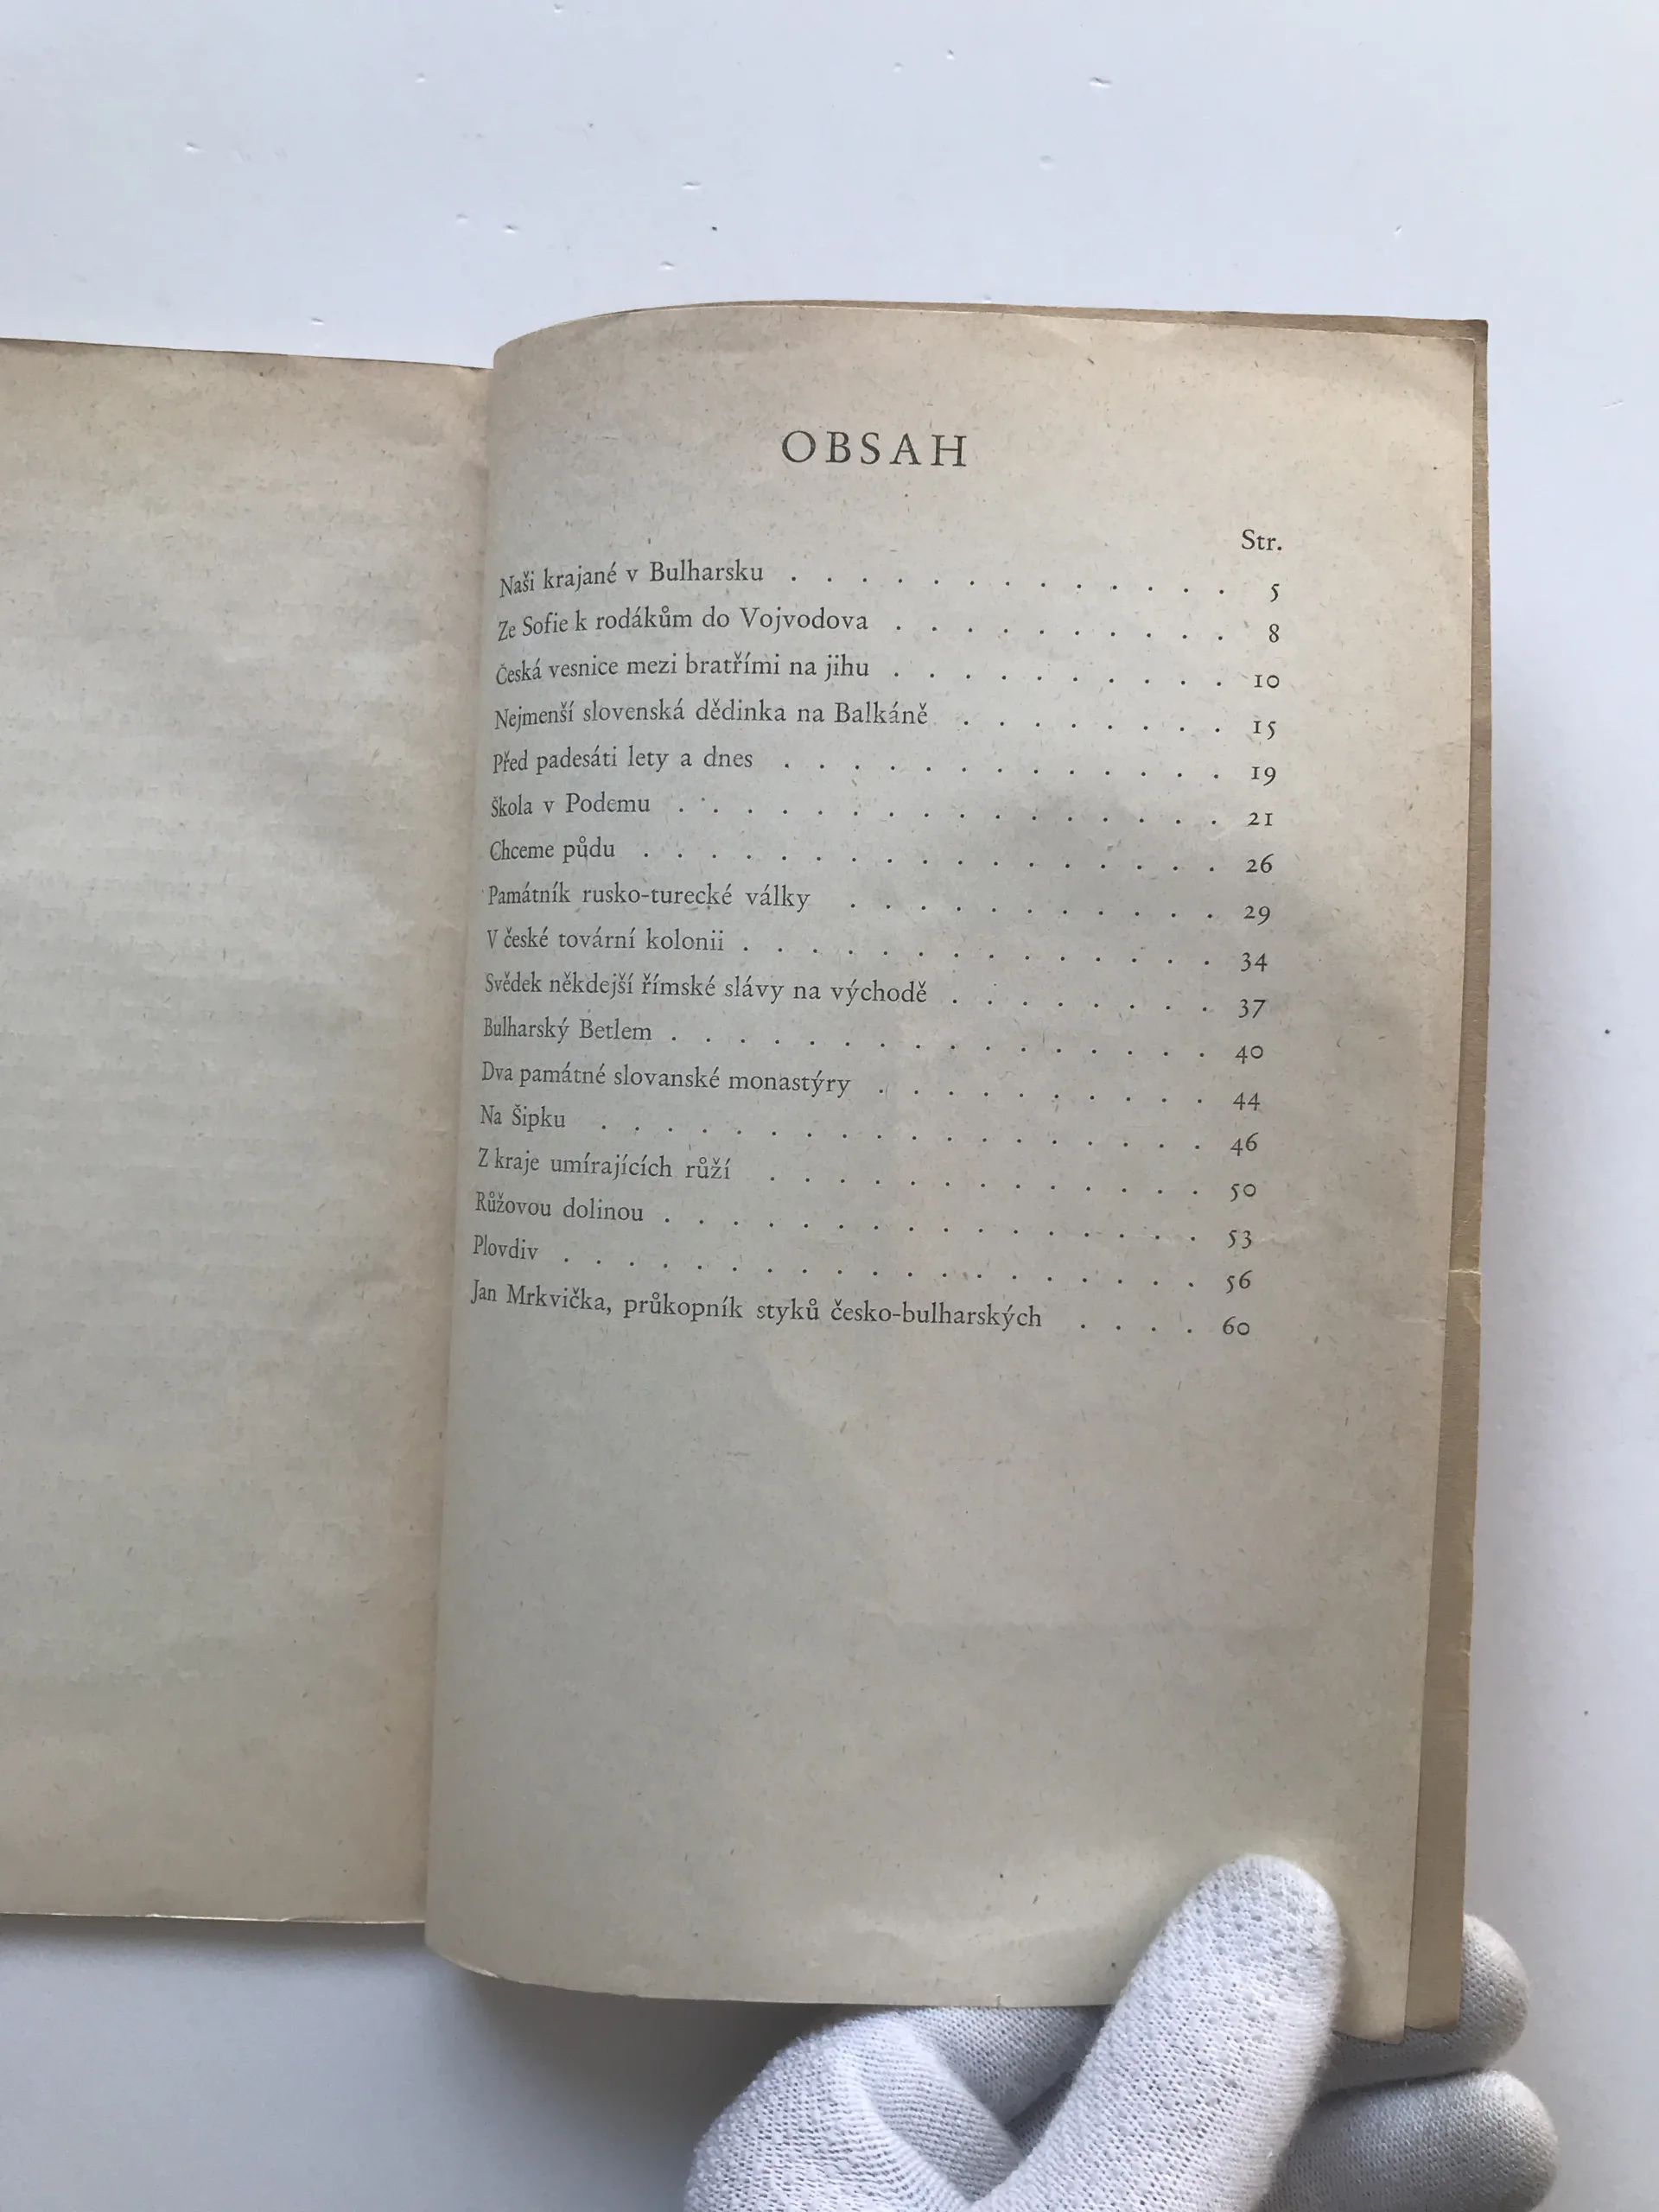 OBSAH
Str.
Naši krajané v Bulharsku . . . . . . . . . . . . . 5
Ze Sofie k rodákům do Vojvodova . . . . . . . . . . 8
Česká vesnice mezi bratřími na jihu . . . . . . . . . . 10
Nejmenší slovenská dědinka na Balkáně . . . . . . . . 15
Před padesáti lety a dnes . . . . . . . . . . . . . 19
Škola v Podemu . . . . . . . . . . . . . . . . 21
Chceme půdu . . . . . . . . . . . . . . . . . 26
Památník rusko-turecké války . . . . . . . . . . . 29
V české tovární kolonii . . . . . . . . . . . . . . 34
Svědek někdejší římské slávy na východě . . . . . . . . 37
Bulharský Betlem . . . . . . . . . . . . . . . . 40
Dva památné slovanské monastýry . . . . . . . . . . 44
Na Šipku . . . . . . . . . . . . . . . . . . 46
Z kraje umírajících růží . . . . . . . . . . . . . 50
Růžovou dolinou . . . . . . . . . . . . . . . . 53
Plovdiv . . . . . . . . . . . . . . . . . . . 56
Jan Mrkvička, průkopník styků česko-bulharských . . . . 60